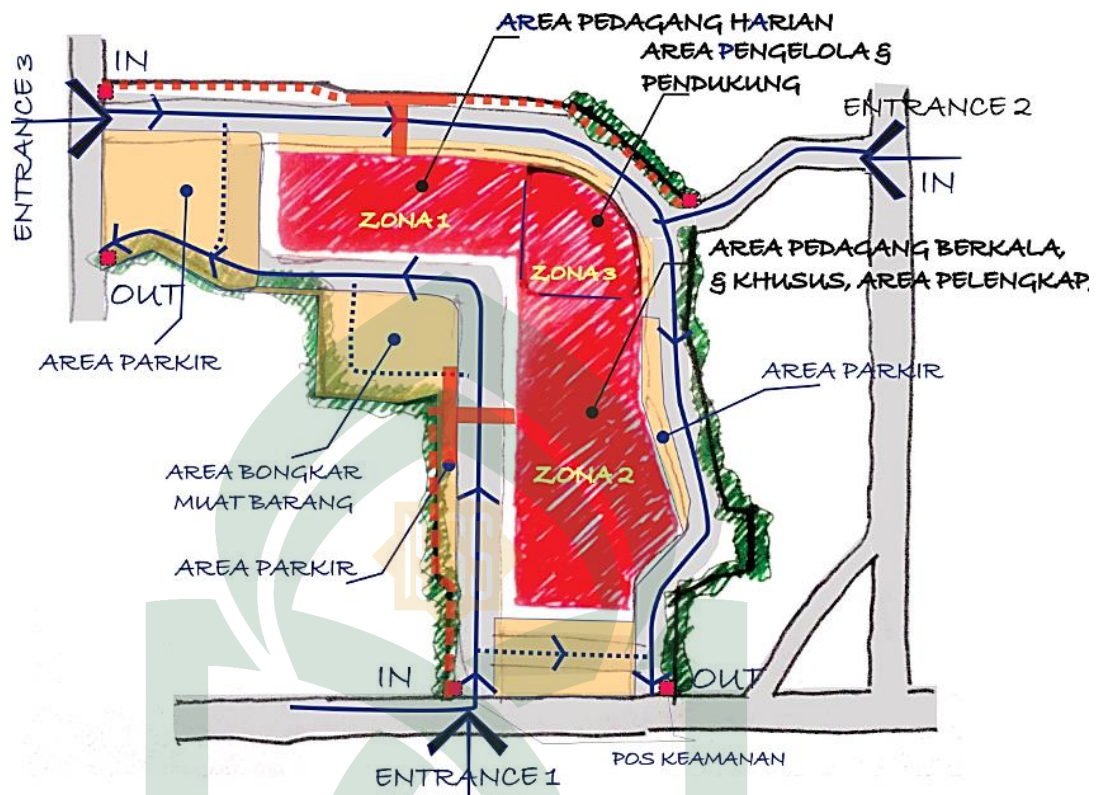 AREA PEDAGANG HARIAN
AREA PENGELOLA &
PENDUKUNG
IN
ENTRANCE 3
ENTRANCE 2
IN
ZONA 1
ZONA 3
AREA PEDAGANG BERKALA,
& KHUSUS, AREA PELENGKAP,
OUT
AREA PARKIR
AREA PARKIR
AREA BONGKAR
MUAT BARANG
ZONA 2
AREA PARKIR
IN
OUT
POS KEAMANAN
ENTRANCE 1